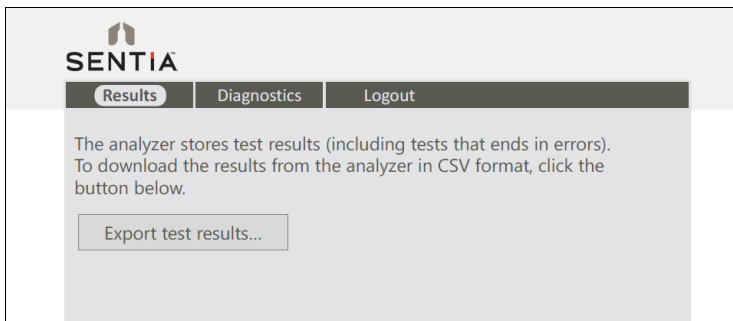 SENTIA™
Results Diagnostics Logout
The analyzer stores test results (including tests that ends in errors).
To download the results from the analyzer in CSV format, click the
button below.
Export test results...